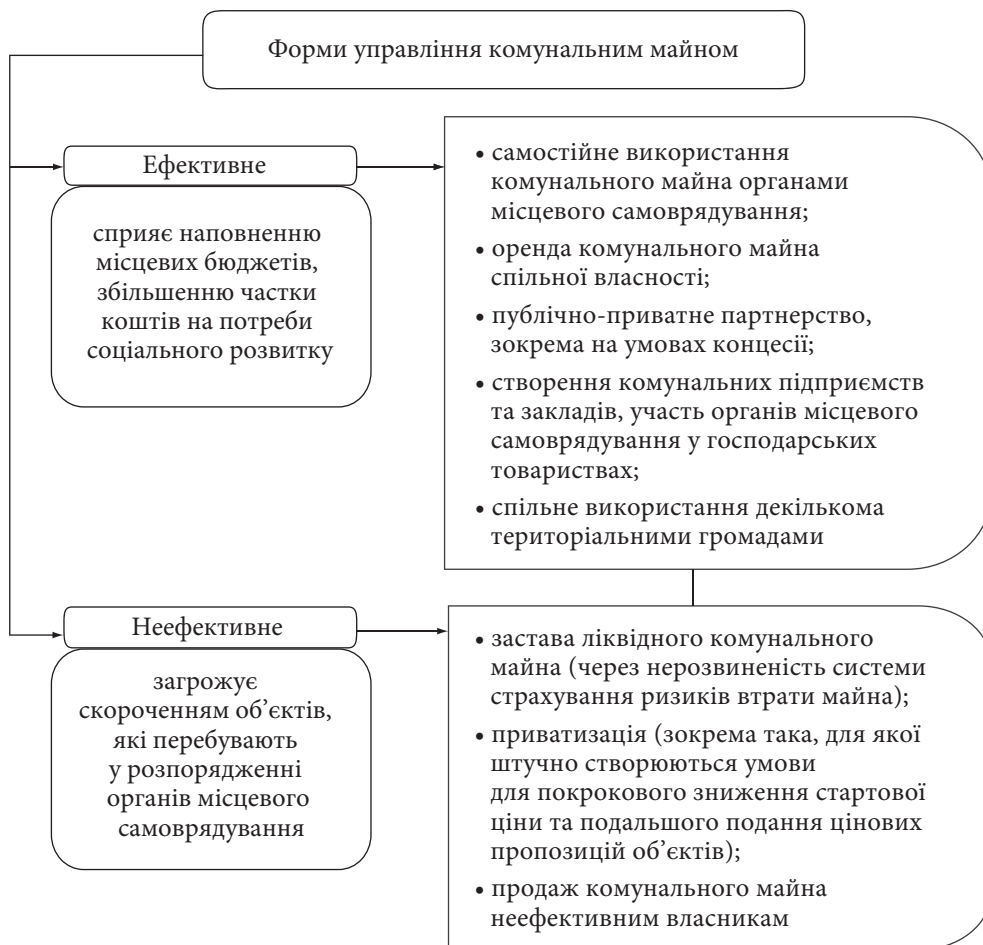 Форми управління комунальним майном
Ефективне
сприяє наповненню
місцевих бюджетів,
збільшенню частки
коштів на потреби
соціального розвитку
• самостійне використання
комунального майна органами
місцевого самоврядування;
• оренда комунального майна
спільної власності;
• публічно-приватне партнерство,
зокрема на умовах концесії;
• створення комунальних підприємств
та закладів, участь органів місцевого
самоврядування у господарських
товариствах;
• спільне використання декількома
територіальними громадами
Неефективне
загрожує
скороченням об’єктів,
які перебувають
у розпорядженні
органів місцевого
самоврядування
• застава ліквідного комунального
майна (через нерозвиненість системи
страхування ризиків втрати майна);
• приватизація (зокрема така, для якої
штучно створюються умови
для покрокового зниження стартової
ціни та подальшого подання цінових
пропозицій об’єктів);
• продаж комунального майна
неефективним власникам